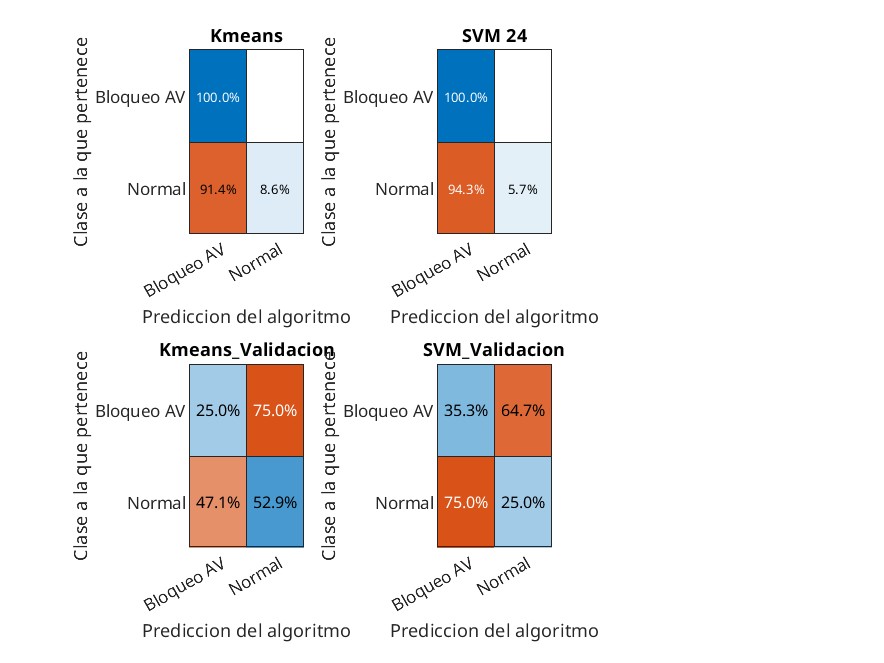 Kmeans
Clase a la que pertenece
Bloqueo AV
100.0%
Normal
91.4%
8.6%
Bloqueo AV
Normal
Prediccion del algoritmo
SVM 24
Clase a la que pertenece
Bloqueo AV
100.0%
Normal
94.3%
5.7%
Bloqueo AV
Normal
Prediccion del algoritmo
Kmeans_Validacion
Clase a la que pertenece
Bloqueo AV
25.0%
75.0%
Normal
47.1%
52.9%
Bloqueo AV
Normal
Prediccion del algoritmo
SVM_Validacion
Clase a la que pertenece
Bloqueo AV
35.3%
64.7%
Normal
75.0%
25.0%
Bloqueo AV
Normal
Prediccion del algoritmo